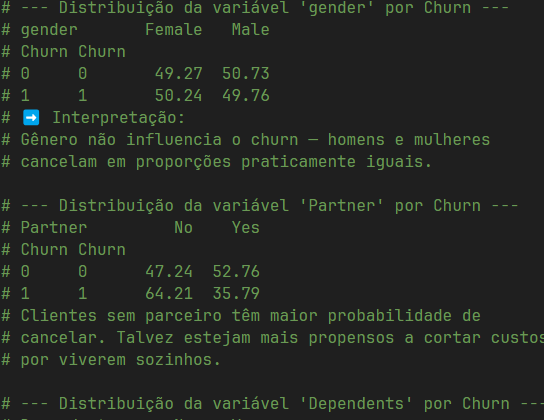 # --- Distribuição da variável 'gender' por Churn ---
# gender       Female   Male
# Churn Churn
# 0     0       49.27  50.73
# 1     1       50.24  49.76
# ➡️ Interpretação:
# Gênero não influencia o churn — homens e mulheres
# cancelam em proporções praticamente iguais.
# --- Distribuição da variável 'Partner' por Churn ---
# Partner         No    Yes
# Churn Churn
# 0     0      47.24  52.76
# 1     1      64.21  35.79
# Clientes sem parceiro têm maior probabilidade de
# cancelar. Talvez estejam mais propensos a cortar custos
# por viverem sozinhos.
# --- Distribuição da variável 'Dependents' por Churn ---